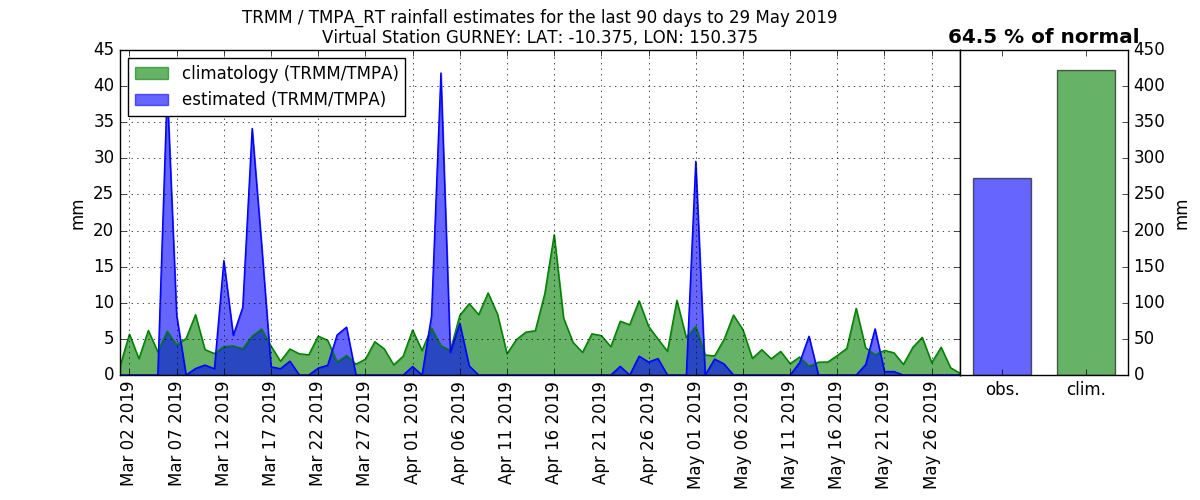 TRMM / TMPA_RT rainfall estimates for the last 90 days to 29 May 2019
Virtual Station GURNEY: LAT: -10.375, LON: 150.375
64.5 % of normal
climatology (TRMM/TMPA)
estimated (TRMM/TMPA)
mm
45
40
35
30
25
20
15
10
5
0
Mar 02 2019
Mar 07 2019
Mar 12 2019
Mar 17 2019
Mar 22 2019
Mar 27 2019
Apr 01 2019
Apr 06 2019
Apr 11 2019
Apr 16 2019
Apr 21 2019
Apr 26 2019
May 01 2019
May 06 2019
May 11 2019
May 16 2019
May 21 2019
May 26 2019
obs.
clim.
450
400
350
300
250
200
150
100
50
0
mm